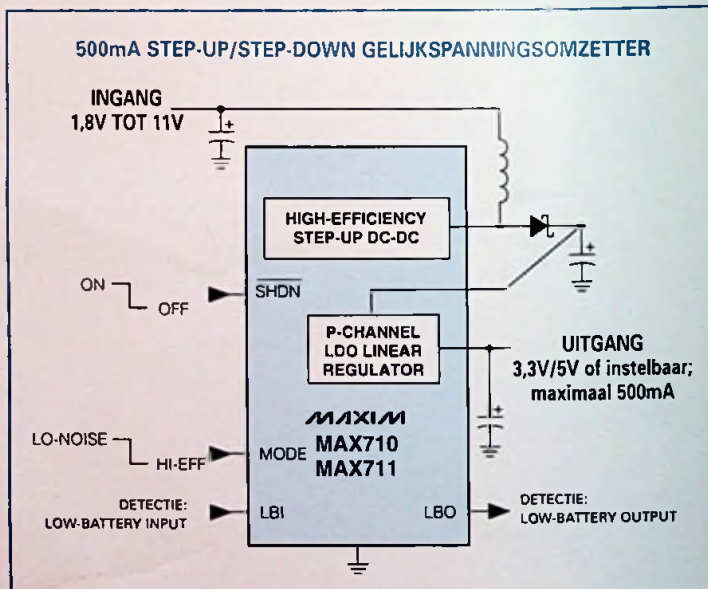 500mA STEP-UP/STEP-DOWN GELIJKSPANNINGSOMZETTER
INGANG
1,8V TOT 11V
+
HIGH-EFFICIENCY
STEP-UP DC-DC
+
ON
OFF
SHDN
P-CHANNEL
LDO LINEAR
REGULATOR
UITGANG
3,3V/5V of instelbaar;
maximaal 500mA
+
MAXIM
MAX710
MAX711
LO-NOISE
HI-EFF
MODE
DETECTIE:
LOW-BATTERY INPUT
LBI
LBO
DETECTIE:
LOW-BATTERY OUTPUT